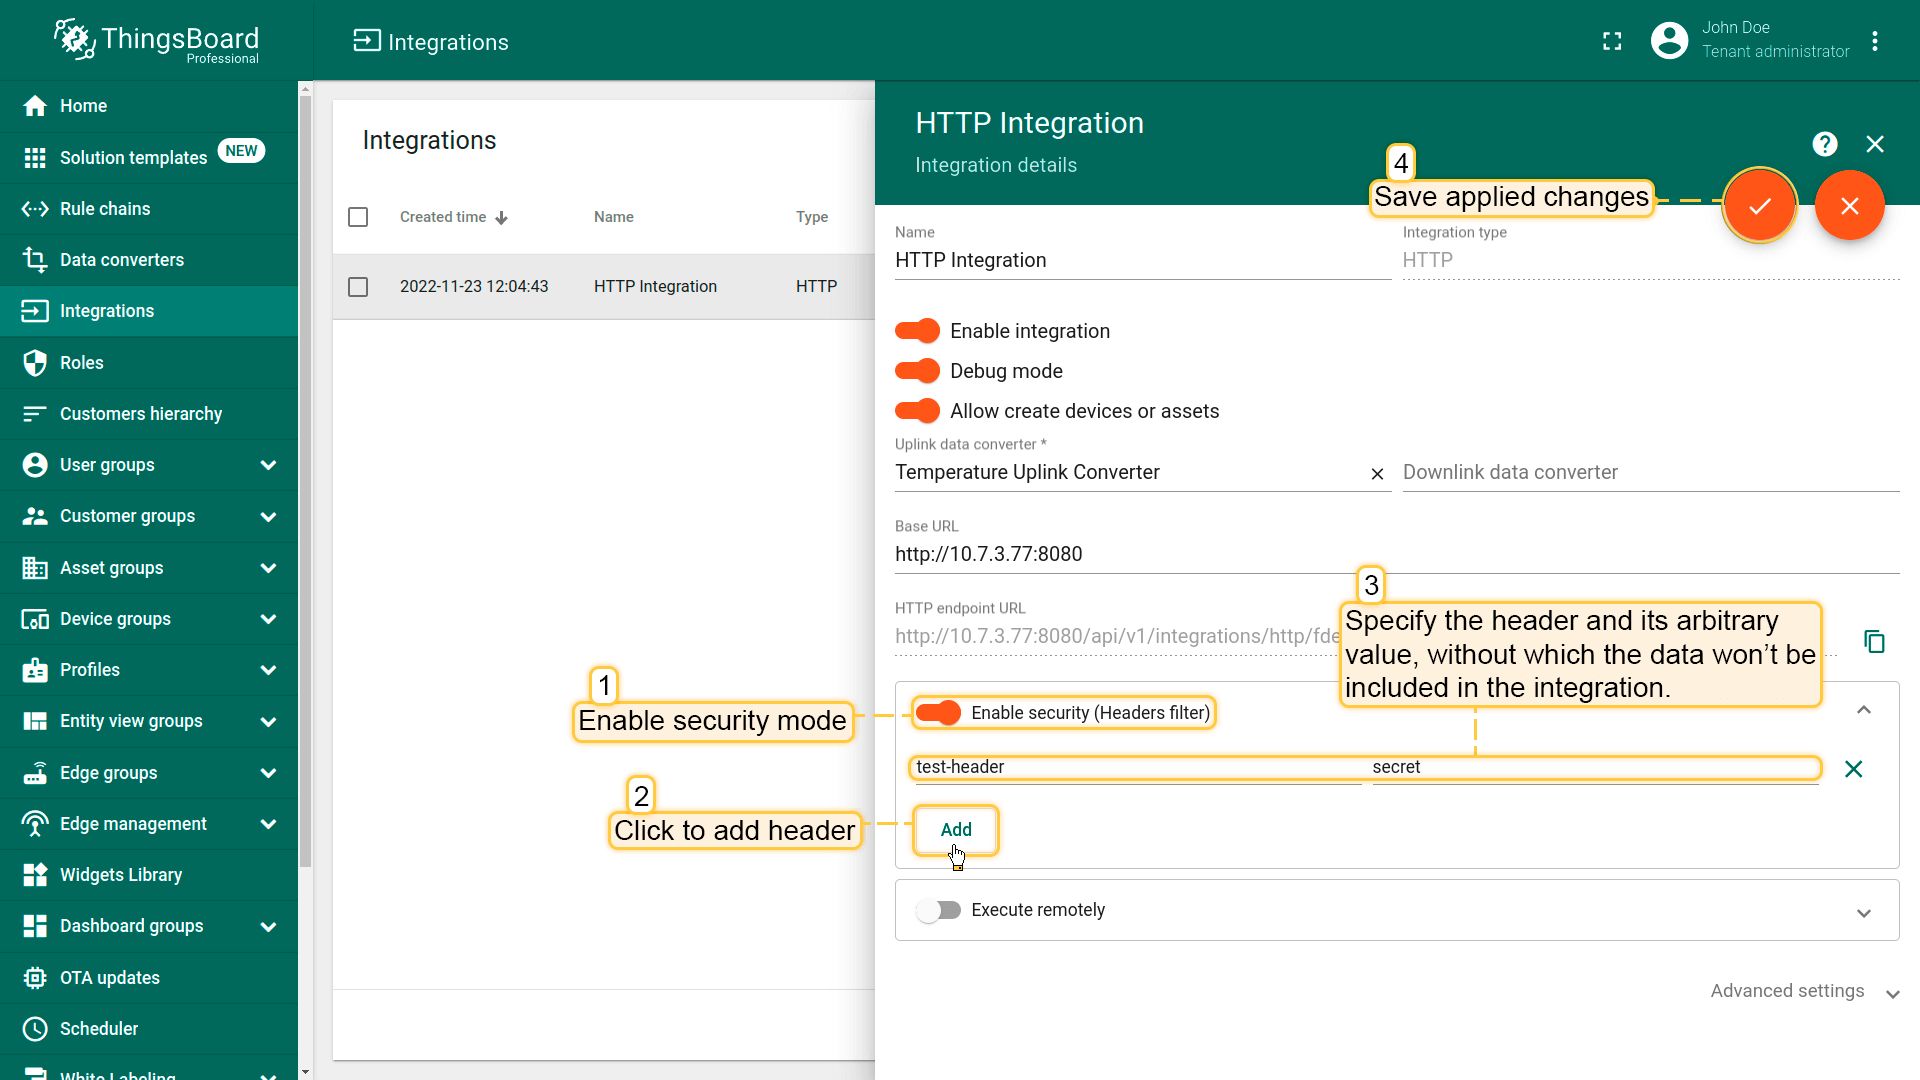 ThingsBoard
Professional
Integrations
John Doe
Tenant administrator
Home
Solution templates
NEW
Rule chains
Data converters
Integrations
Roles
Customers hierarchy
User groups
Customer groups
Asset groups
Device groups
Profiles
Entity view groups
Edge groups
Edge management
Widgets Library
Dashboard groups
OTA updates
Scheduler
White Labeling
Integrations
Created time
Name
Type
2022-11-23 12:04:43
HTTP Integration
HTTP
HTTP Integration
Integration details
4
Save applied changes
Name
HTTP Integration
Integration type
HTTP
Enable integration
Debug mode
Allow create devices or assets
Uplink data converter *
Temperature Uplink Converter
Downlink data converter
Base URL
http://10.7.3.77:8080
HTTP endpoint URL
http://10.7.3.77:8080/api/v1/integrations/http/fde
3
Specify the header and its arbitrary
value, without which the data won't be
included in the integration.
1
Enable security mode
Enable security (Headers filter)
test-header
secret
2
Click to add header
Add
Execute remotely
Advanced settings